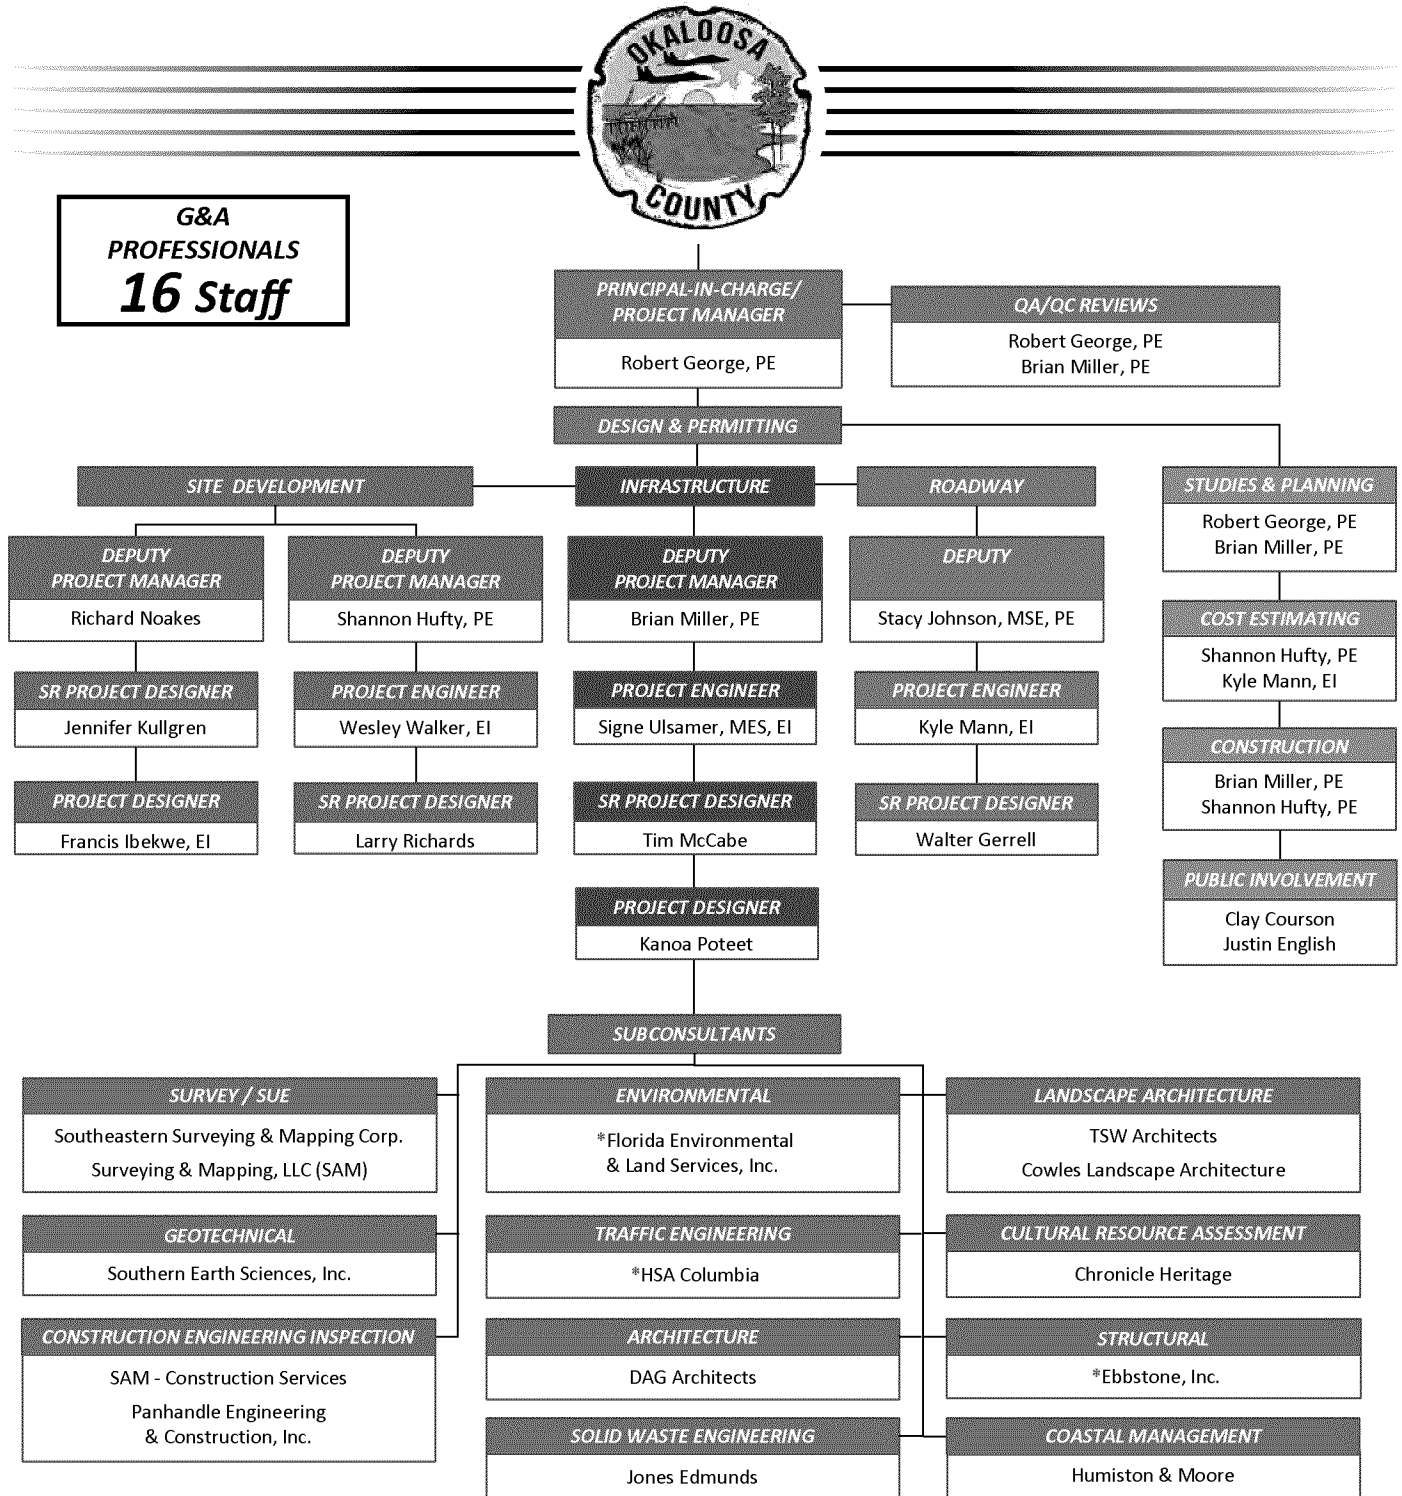 OKALOOSA
COUNTY
G&A
PROFESSIONALS
16 Staff
PRINCIPAL-IN-CHARGE/
PROJECT MANAGER
Robert George, PE
QA/QC REVIEWS
Robert George, PE
Brian Miller, PE
DESIGN & PERMITTING
SITE DEVELOPMENT
INFRASTRUCTURE
ROADWAY
STUDIES & PLANNING
Robert George, PE
Brian Miller, PE
DEPUTY
PROJECT MANAGER
Richard Noakes
DEPUTY
PROJECT MANAGER
Shannon Hufty, PE
DEPUTY
PROJECT MANAGER
Brian Miller, PE
DEPUTY
Stacy Johnson, MSE, PE
COST ESTIMATING
Shannon Hufty, PE
Kyle Mann, EI
SR PROJECT DESIGNER
Jennifer Kullgren
PROJECT ENGINEER
Wesley Walker, EI
PROJECT ENGINEER
Signe Ulsamer, MES, EI
PROJECT ENGINEER
Kyle Mann, EI
CONSTRUCTION
Brian Miller, PE
Shannon Hufty, PE
PROJECT DESIGNER
Francis Ibekwe, EI
SR PROJECT DESIGNER
Larry Richards
SR PROJECT DESIGNER
Tim McCabe
SR PROJECT DESIGNER
Walter Gerrell
PUBLIC INVOLVEMENT
Clay Courson
Justin English
PROJECT DESIGNER
Kanoa Poteet
SUBCONSULTANTS
SURVEY / SUE
Southeastern Surveying & Mapping Corp.
Surveying & Mapping, LLC (SAM)
ENVIRONMENTAL
*Florida Environmental
& Land Services, Inc.
LANDSCAPE ARCHITECTURE
TSW Architects
Cowles Landscape Architecture
GEOTECHNICAL
Southern Earth Sciences, Inc.
TRAFFIC ENGINEERING
*HSA Columbia
CULTURAL RESOURCE ASSESSMENT
Chronicle Heritage
CONSTRUCTION ENGINEERING INSPECTION
SAM - Construction Services
Panhandle Engineering
& Construction, Inc.
ARCHITECTURE
DAG Architects
STRUCTURAL
*Ebbstone, Inc.
SOLID WASTE ENGINEERING
Jones Edmunds
COASTAL MANAGEMENT
Humiston & Moore